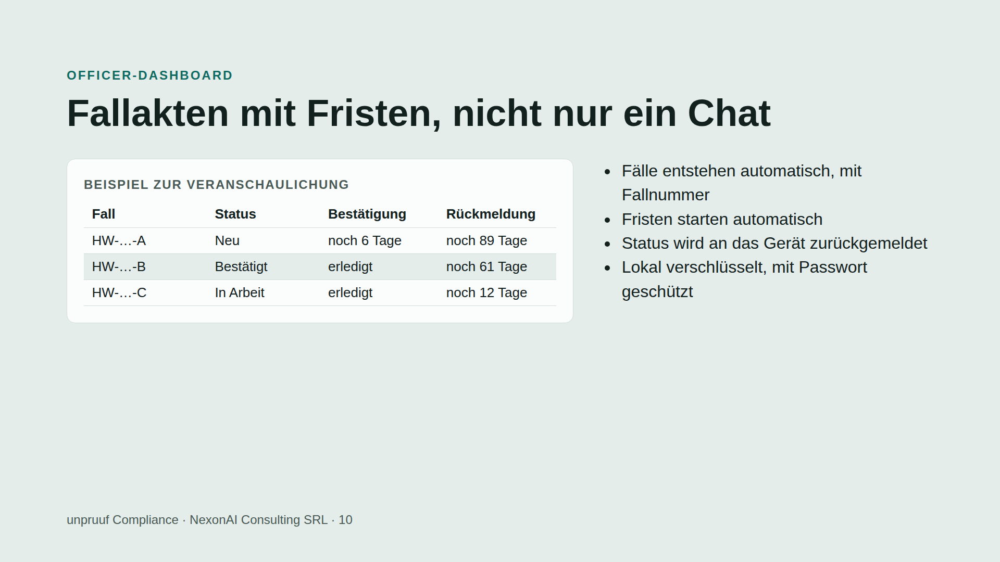 OFFICER-DASHBOARD
Fallakten mit Fristen, nicht nur ein Chat
BEISPIEL ZUR VERANSCHAULICHUNG
Fall Status Bestätigung Rückmeldung
HW-…-A Neu noch 6 Tage noch 89 Tage
HW-…-B Bestätigt erledigt noch 61 Tage
HW-…-C In Arbeit erledigt noch 12 Tage
• Fälle entstehen automatisch, mit
Fallnummer
• Fristen starten automatisch
• Status wird an das Gerät zurückgemeldet
• Lokal verschlüsselt, mit Passwort
geschützt
unpruuf Compliance · NexonAI Consulting SRL · 10